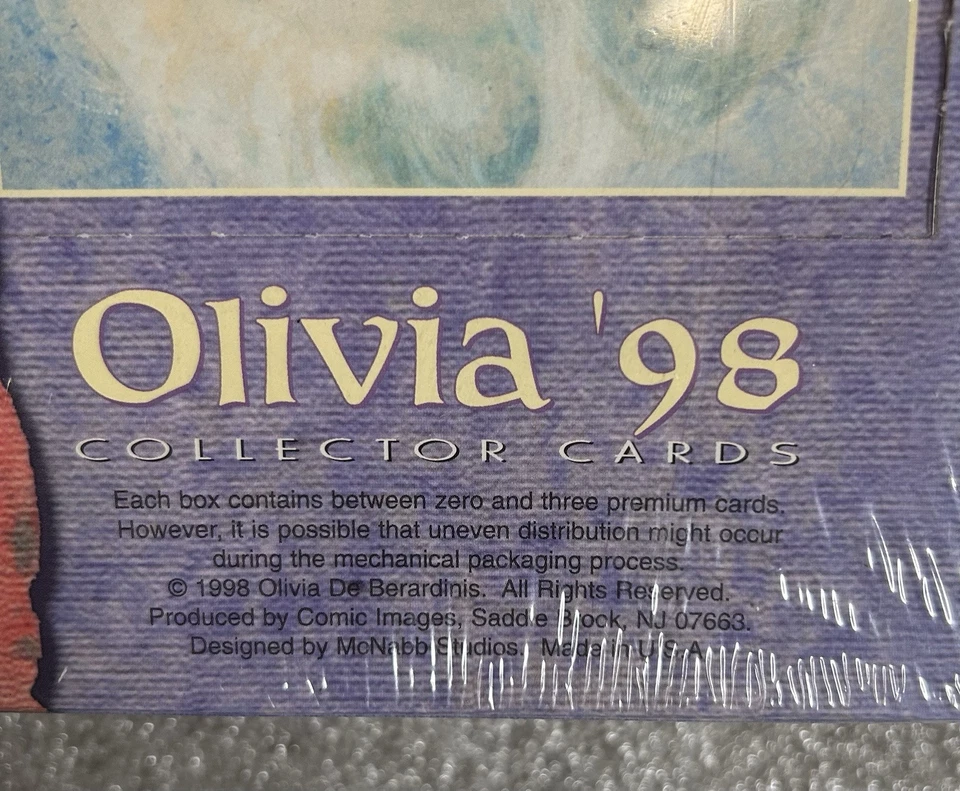 Olivia '98
COLLECTOR CARDS
Each box contains between zero and three premium cards.
However, it is possible that uneven distribution might occur
during the mechanical packaging process.
© 1998 Olivia De Berardinis. All Rights Reserved.
Produced by Comic Images, Saddle Brook, NJ 07663.
Designed by McNabb Studios. Made in U.S.A.